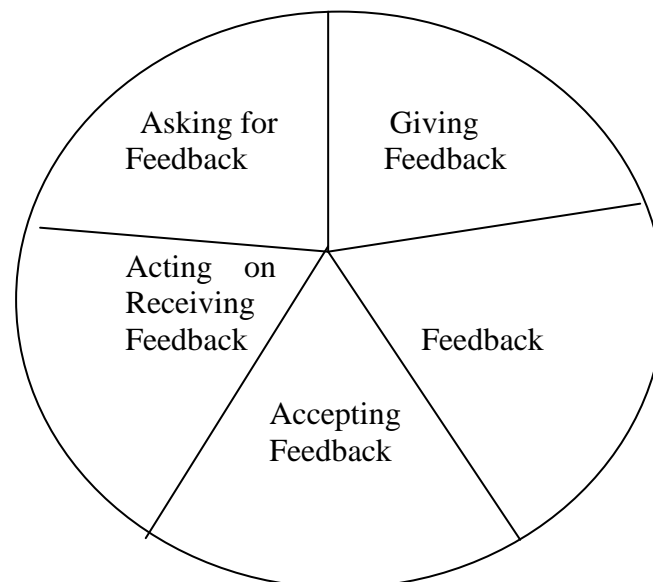 Asking for
Feedback
Giving
Feedback
Acting on
Receiving
Feedback
Feedback
Accepting
Feedback